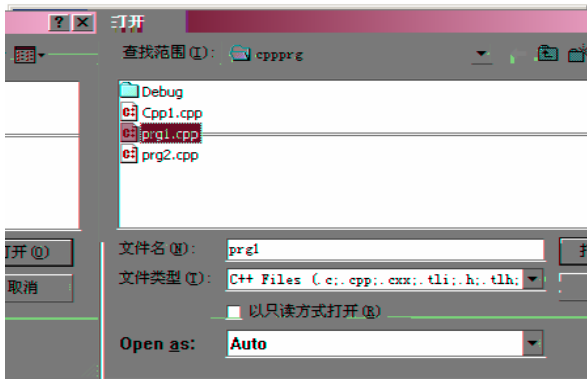 打开
查找范围(I): cppprg
Debug
Cpp1.cpp
prg1.cpp
prg2.cpp
打开(O)
取消
文件名(N): prg1
文件类型(T): C++ Files (.c;.cpp;.cxx;.tli;.h;.tlh;
以只读方式打开(R)
Open as: Auto